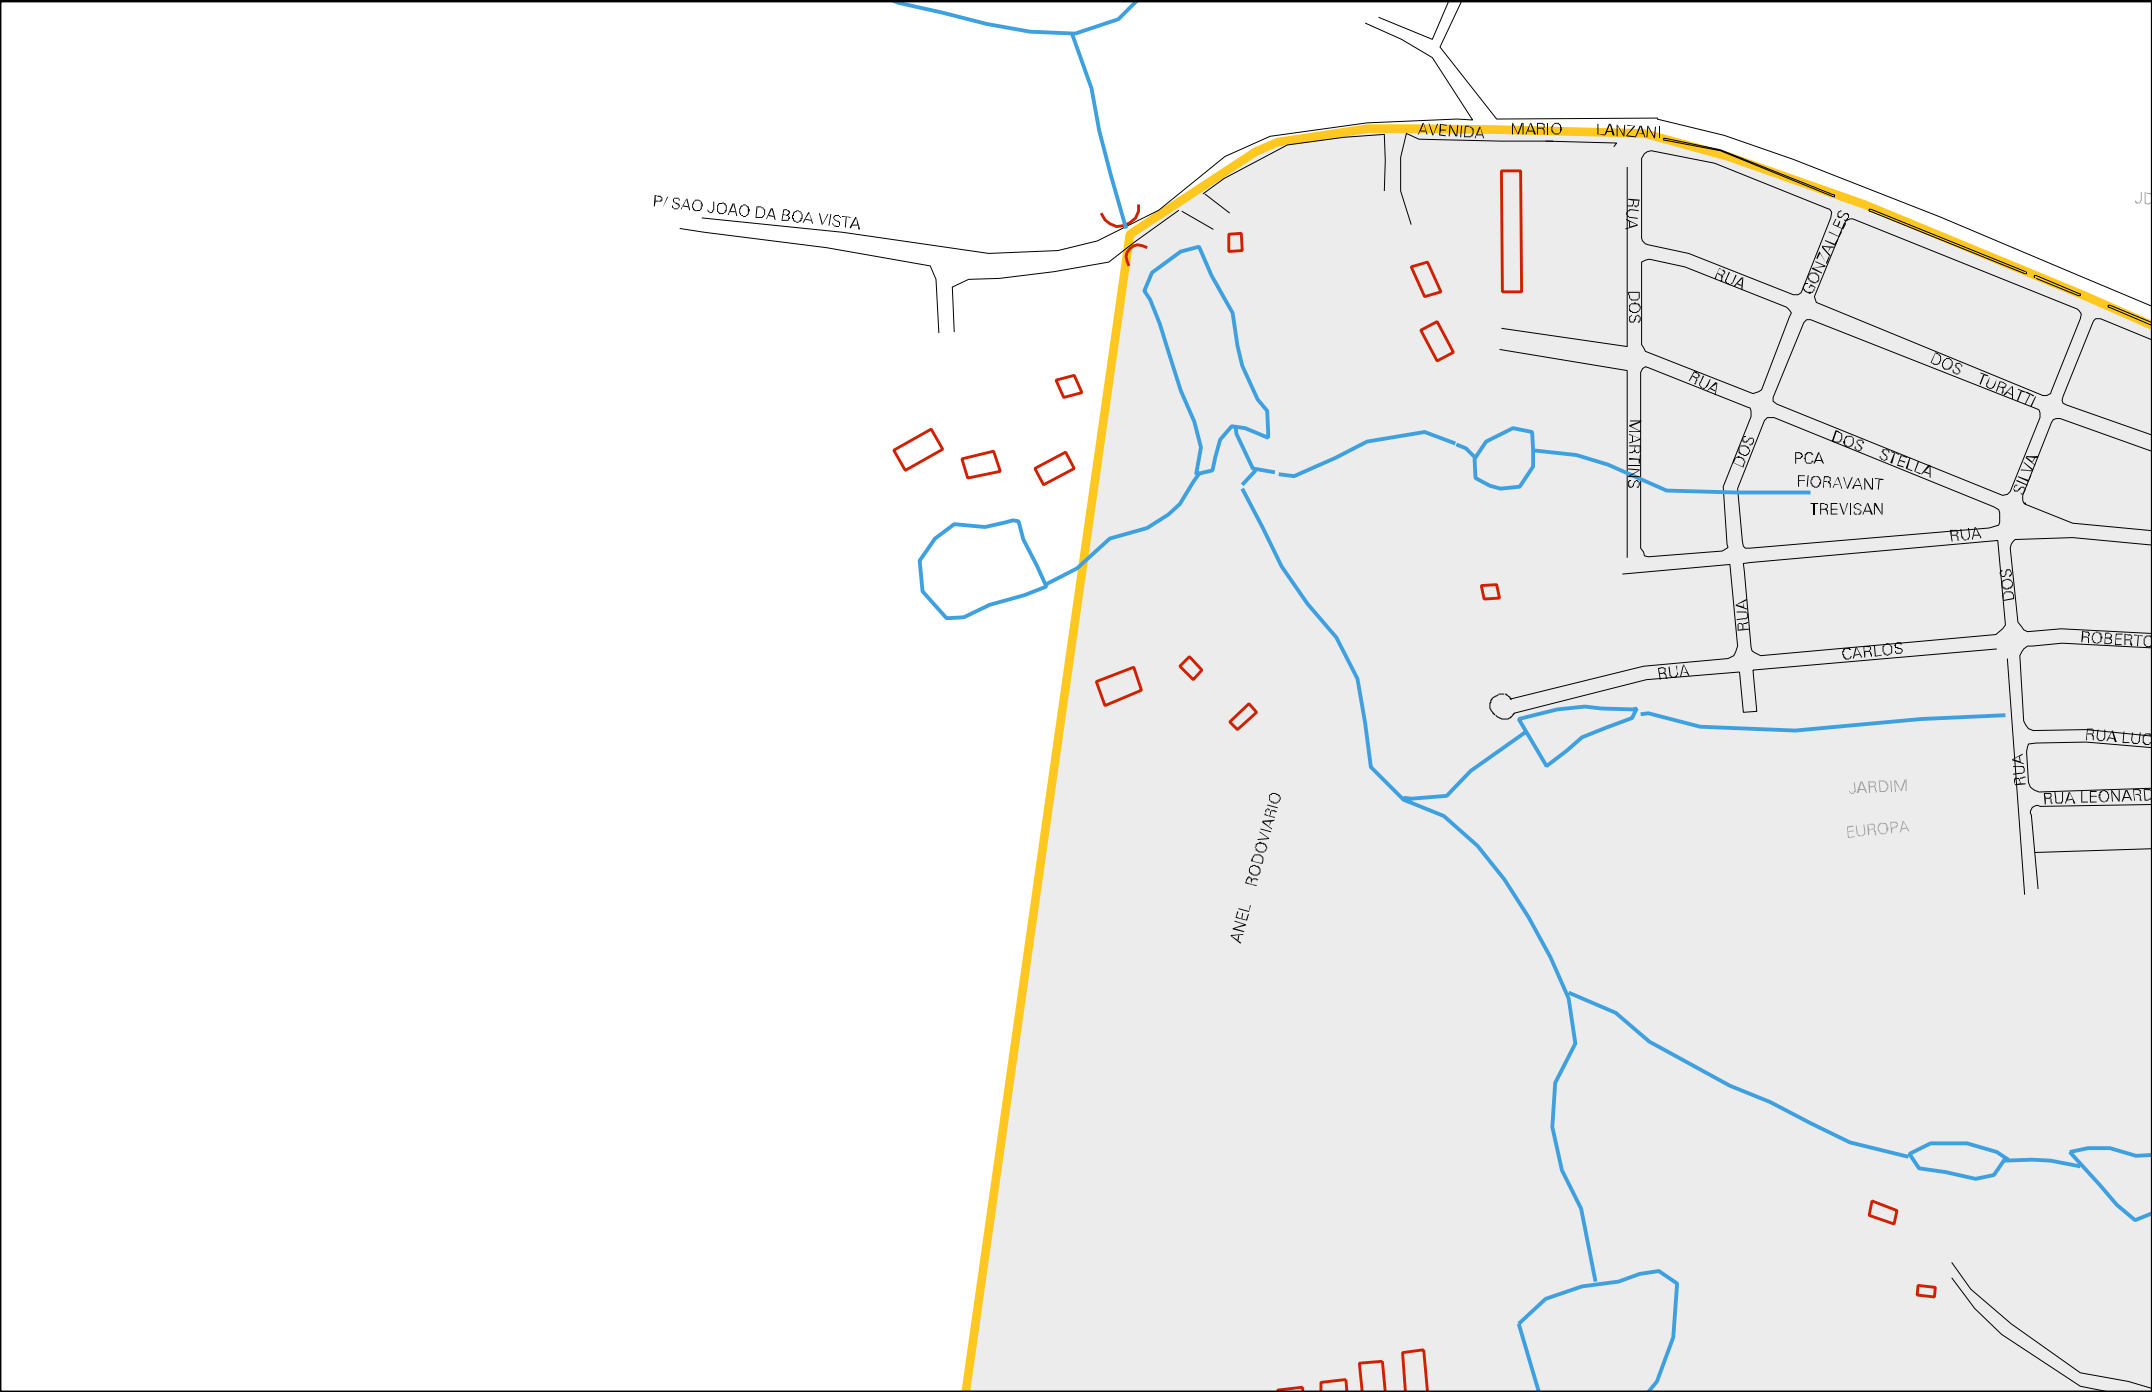 AVENIDA MARIO LANZANI
P/ SAO JOAO DA BOA VISTA
JD
RUA DOS MARTINS
RUA
GONZALLES
DOS TURATTI
RUA
DOS STELLA
DOS
SILVA
PCA
FIORAVANT
TREVISAN
RUA
DOS
RUA
ROBERTO
RUA CARLOS
RUA LUC
RUA
RUA LEONARD
JARDIM
EUROPA
ANEL RODOVIARIO